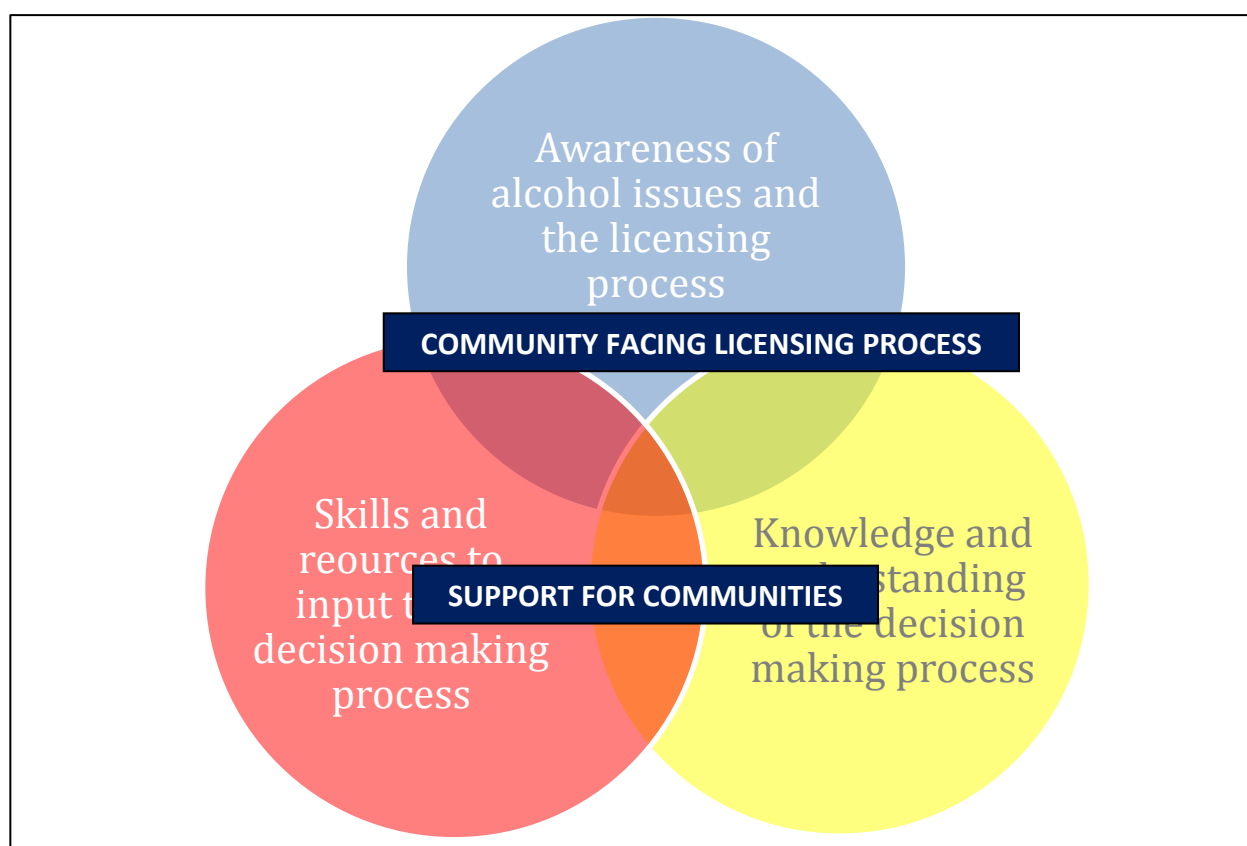 Awareness of
alcohol issues and
the licensing
process
COMMUNITY FACING LICENSING PROCESS
Skills and
reources to
input
decision making
process
SUPPORT FOR COMMUNITIES
Knowledge and
understanding
of the decision
making process